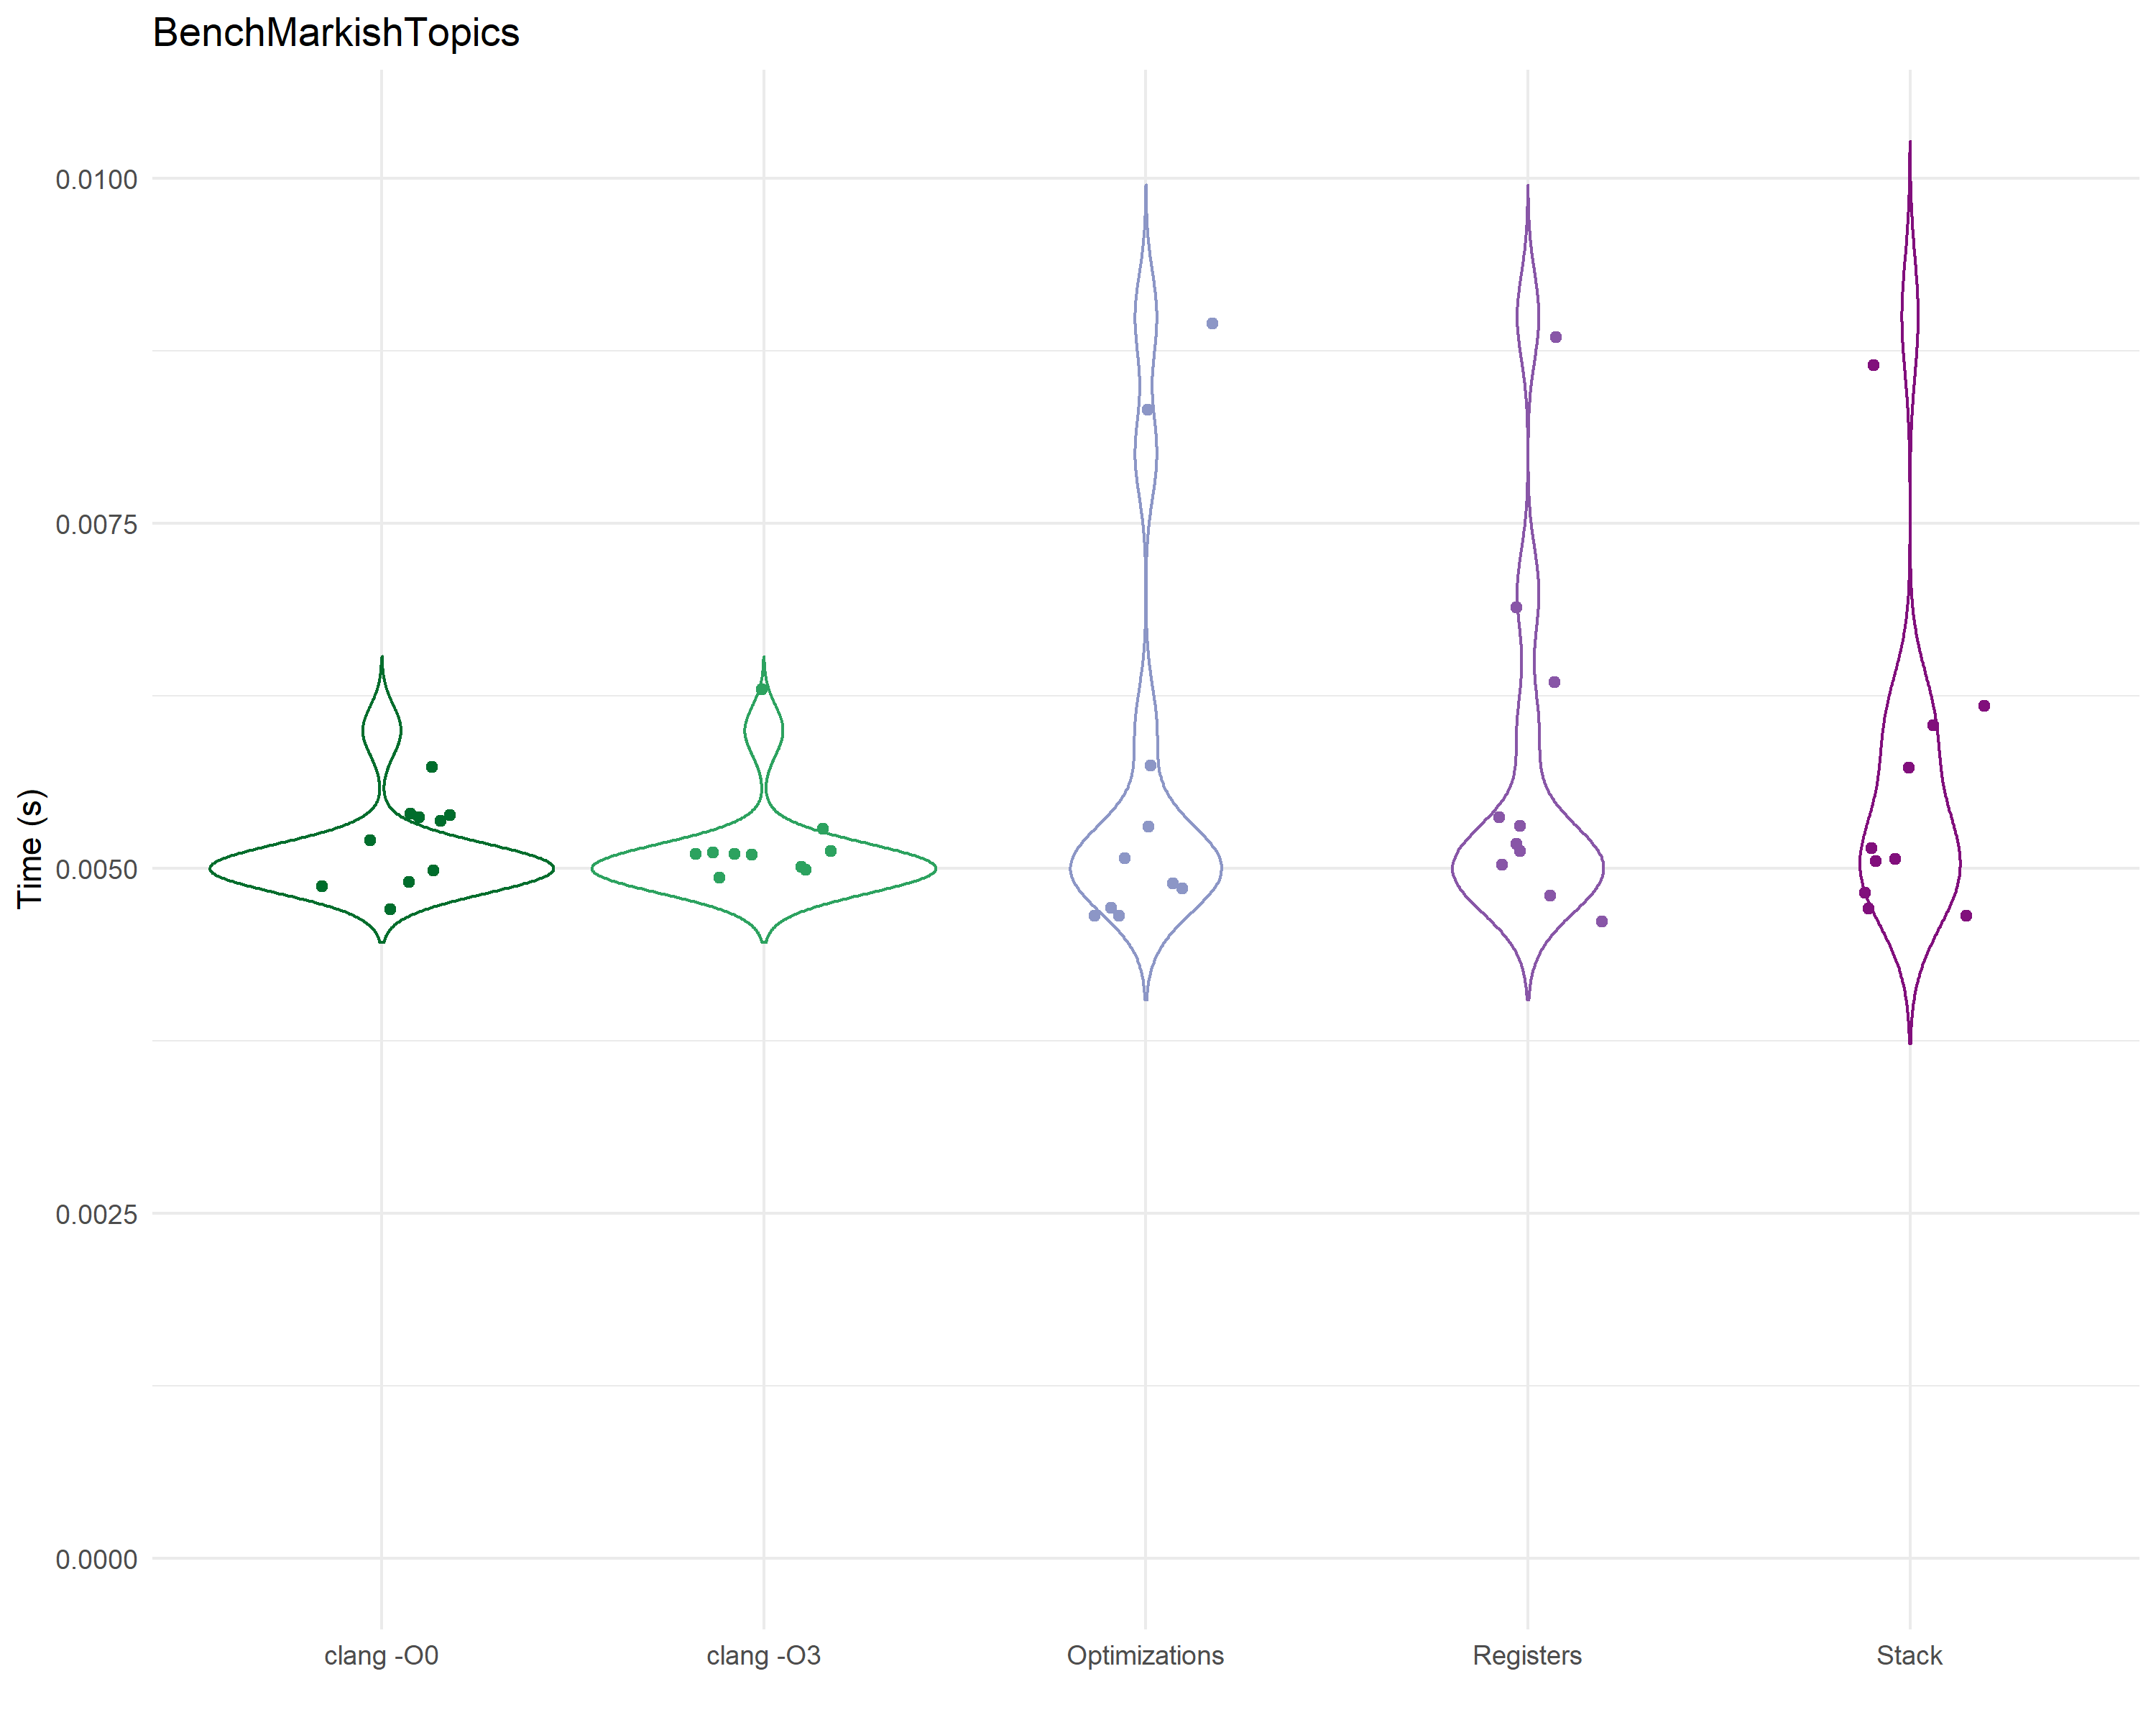 BenchMarkishTopics
Time (s)
0.0100
0.0075
0.0050
0.0025
0.0000
clang -O0
clang -O3
Optimizations
Registers
Stack